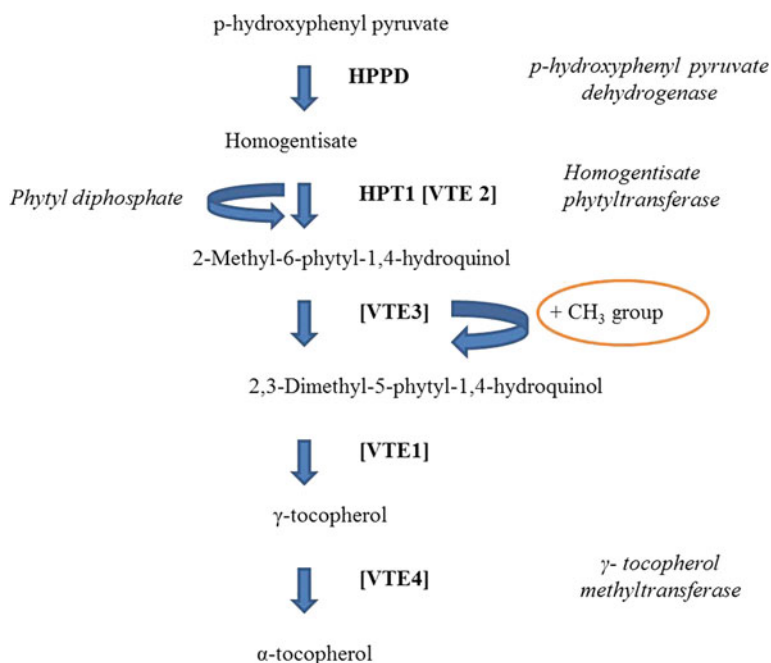 p-hydroxyphenyl pyruvate
HPPD
p-hydroxyphenyl pyruvate
dehydrogenase
Homogentisate
Phytyl diphosphate
HPT1 [VTE 2]
Homogentisate
phytyltransferase
2-Methyl-6-phytyl-1,4-hydroquinol
[VTE3]
+ CH₃ group
2,3-Dimethyl-5-phytyl-1,4-hydroquinol
[VTE1]
γ-tocopherol
[VTE4]
γ- tocopherol
methyltransferase
α-tocopherol